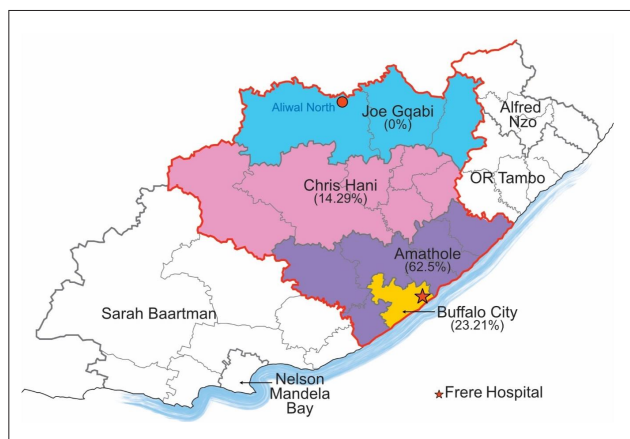 Aliwal North
Joe Gqabi
(0%)
Alfred
Nzo
OR Tambo
Chris Hani
(14.29%)
Amathole
(62.5%)
Sarah Baartman
Buffalo City
(23.21%)
Nelson
Mandela
Bay
Frere Hospital